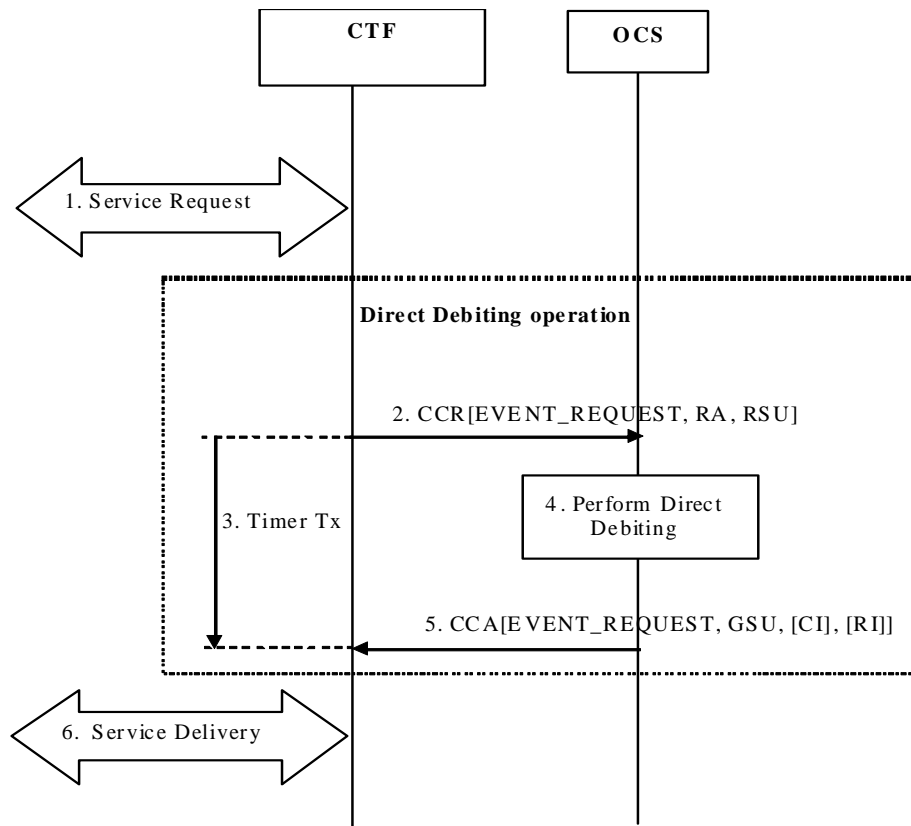 CTF
OCS
1. Service Request
Direct Debiting operation
2. CCR[EVENT_REQUEST, RA, RSU]
3. Timer Tx
4. Perform Direct
Debiting
5. CCA[EVENT_REQUEST, GSU, [CI], [RI]]
6. Service Delivery